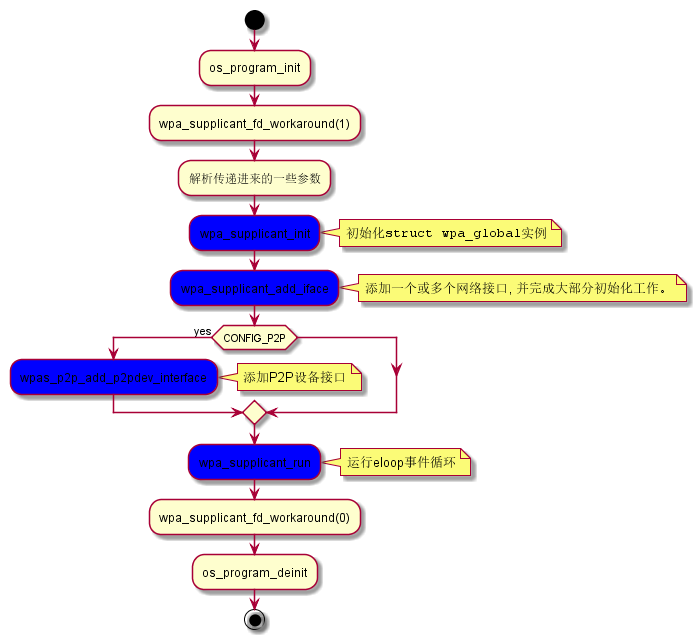 os_program_init
wpa_supplicant_fd_workaround(1)
解析传递进来的一些参数
wpa_supplicant_init
初始化struct wpa_global实例
wpa_supplicant_add_iface
添加一个或多个网络接口, 并完成大部分初始化工作。
yes
CONFIG_P2P
wpas_p2p_add_p2pdev_interface
添加P2P设备接口
wpa_supplicant_run
运行eloop事件循环
wpa_supplicant_fd_workaround(0)
os_program_deinit